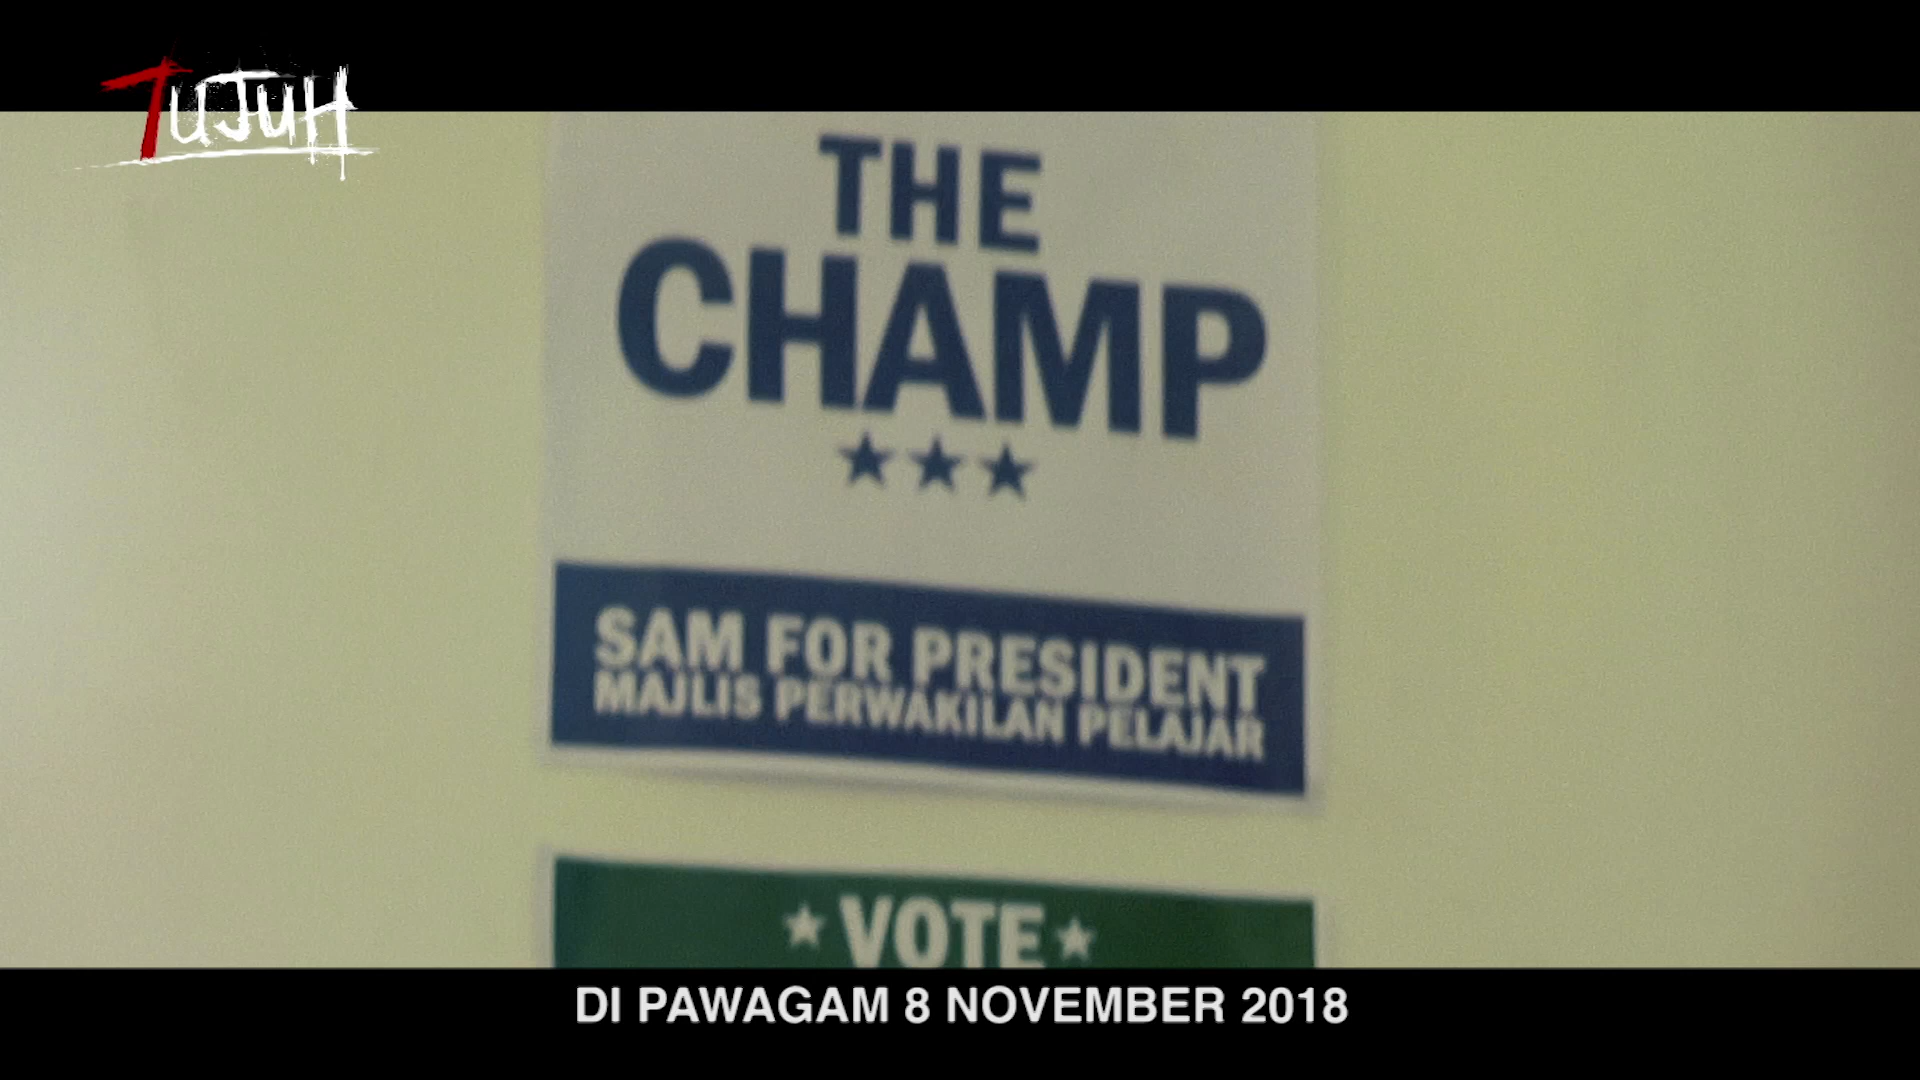 TUJUH
THE
CHAMP
SAM FOR PRESIDENT
MAJLIS PERWAKILAN PELAJAR
VOTE
DI PAWAGAM 8 NOVEMBER 2018